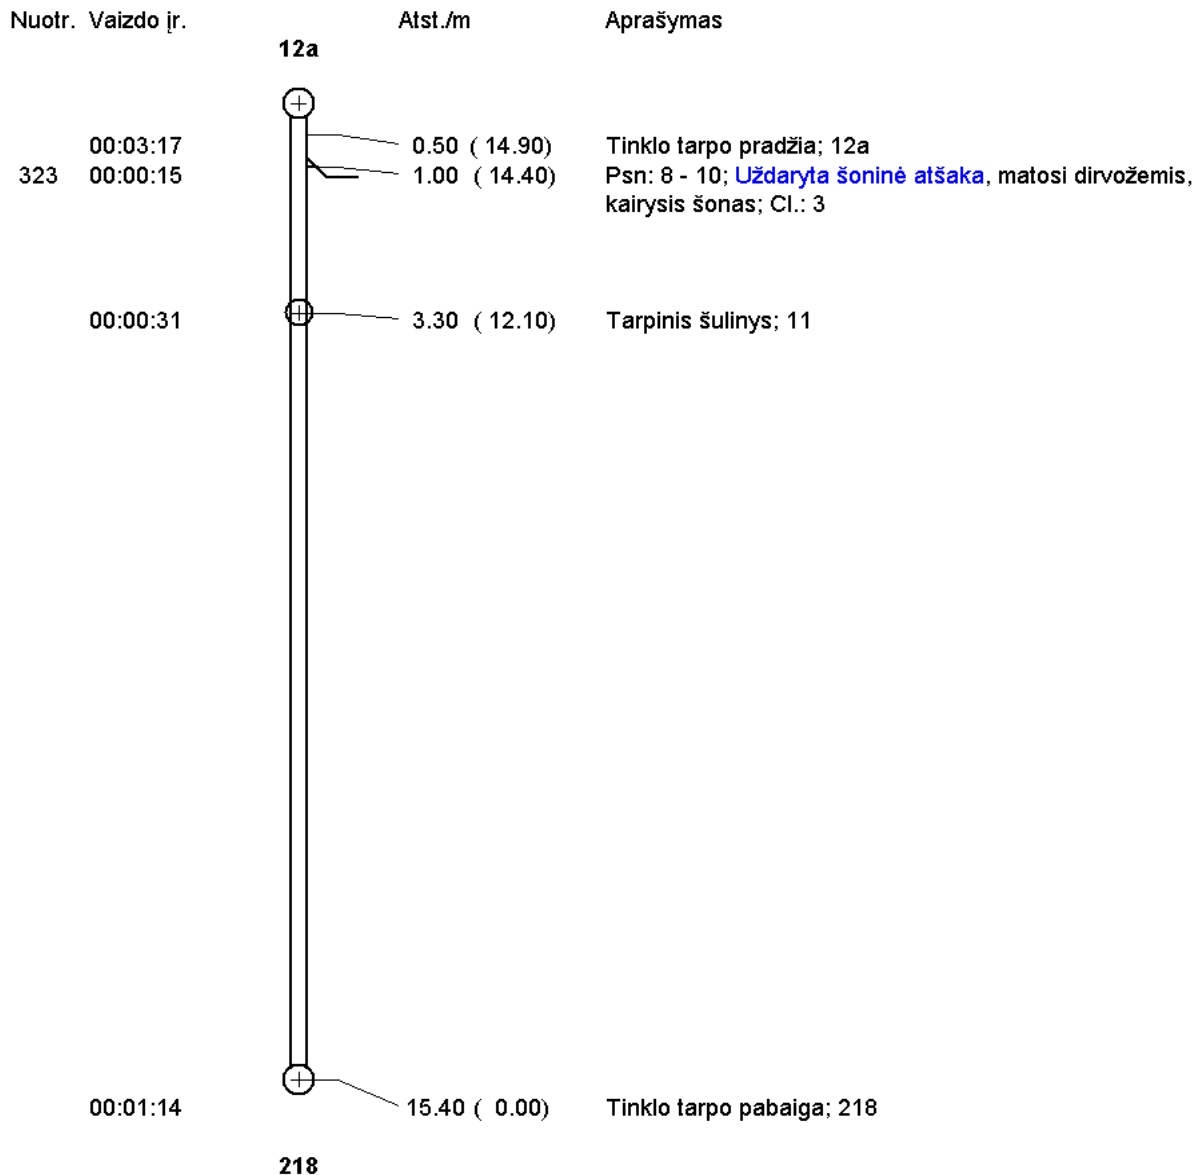 Nuotr. Vaizdo įr. Atst./m Aprašymas
12a
00:03:17 0.50 ( 14.90) Tinklo tarpo pradžia; 12a
323 00:00:15 1.00 ( 14.40) Psn: 8 - 10; Uždaryta šoninė atšaka, matosi dirvožemis,
kairysis šonas; Cl.: 3
00:00:31 3.30 ( 12.10) Tarpinis šulinys; 11
00:01:14 15.40 ( 0.00) Tinklo tarpo pabaiga; 218
218